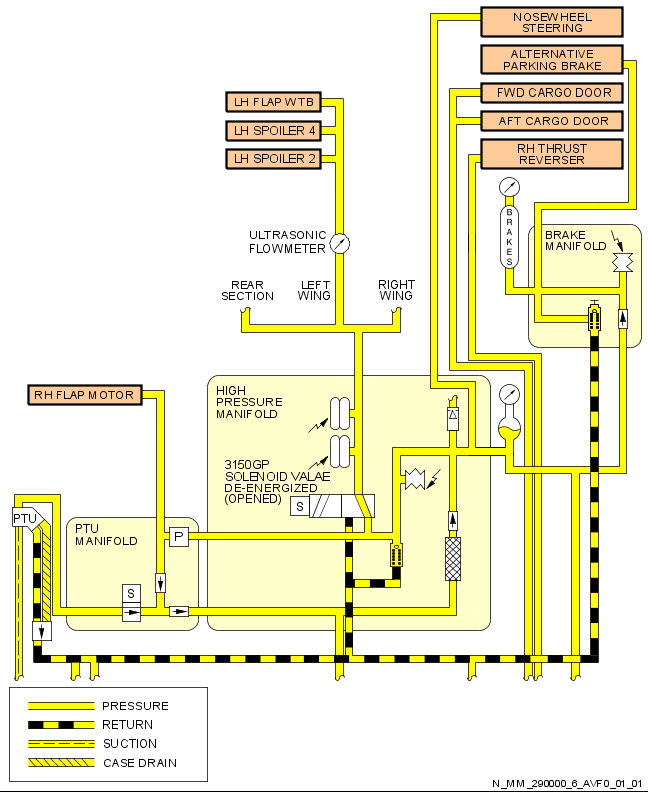 NOSEWHEEL
STEERING
ALTERNATIVE
PARKING BRAKE
LH FLAP WTB
FWD CARGO DOOR
LH SPOILER 4
AFT CARGO DOOR
LH SPOILER 2
RH THRUST
REVERSER
BRAKES
ULTRASONIC
FLOWMETER
BRAKE
MANIFOLD
REAR
SECTION
LEFT
WING
RIGHT
WING
RH FLAP MOTOR
HIGH
PRESSURE
MANIFOLD
3150GP
SOLENOID VALAE
DE-ENERGIZED
(OPENED)
S
PTU
PTU
MANIFOLD
P
S
PRESSURE
RETURN
SUCTION
CASE DRAIN
N_MM_290000_6_AVF0_01_01